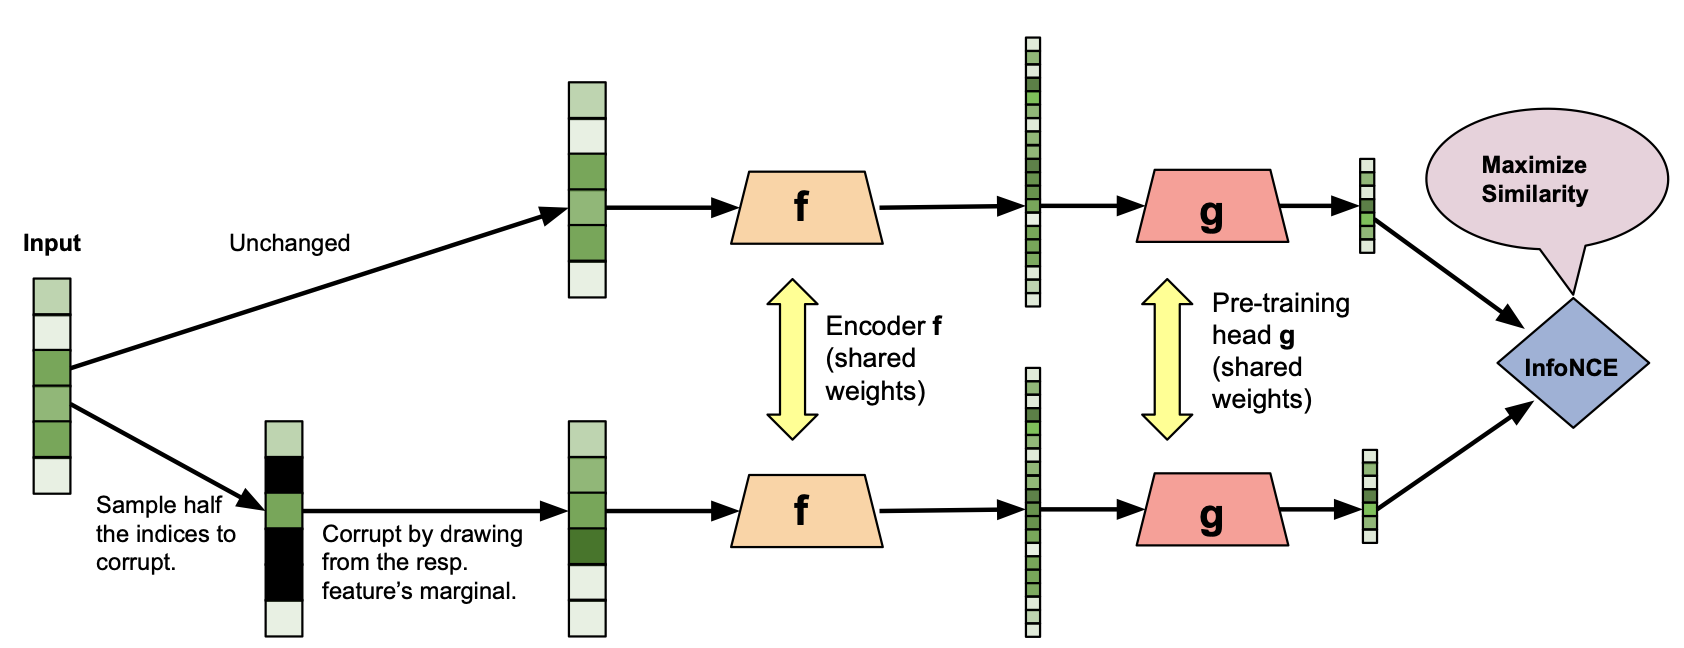 Input
Unchanged
Sample half
the indices to
corrupt.
Corrupt by drawing
from the resp.
feature's marginal.
f
f
Encoder f
(shared
weights)
g
g
Pre-training
head g
(shared
weights)
Maximize
Similarity
InfoNCE